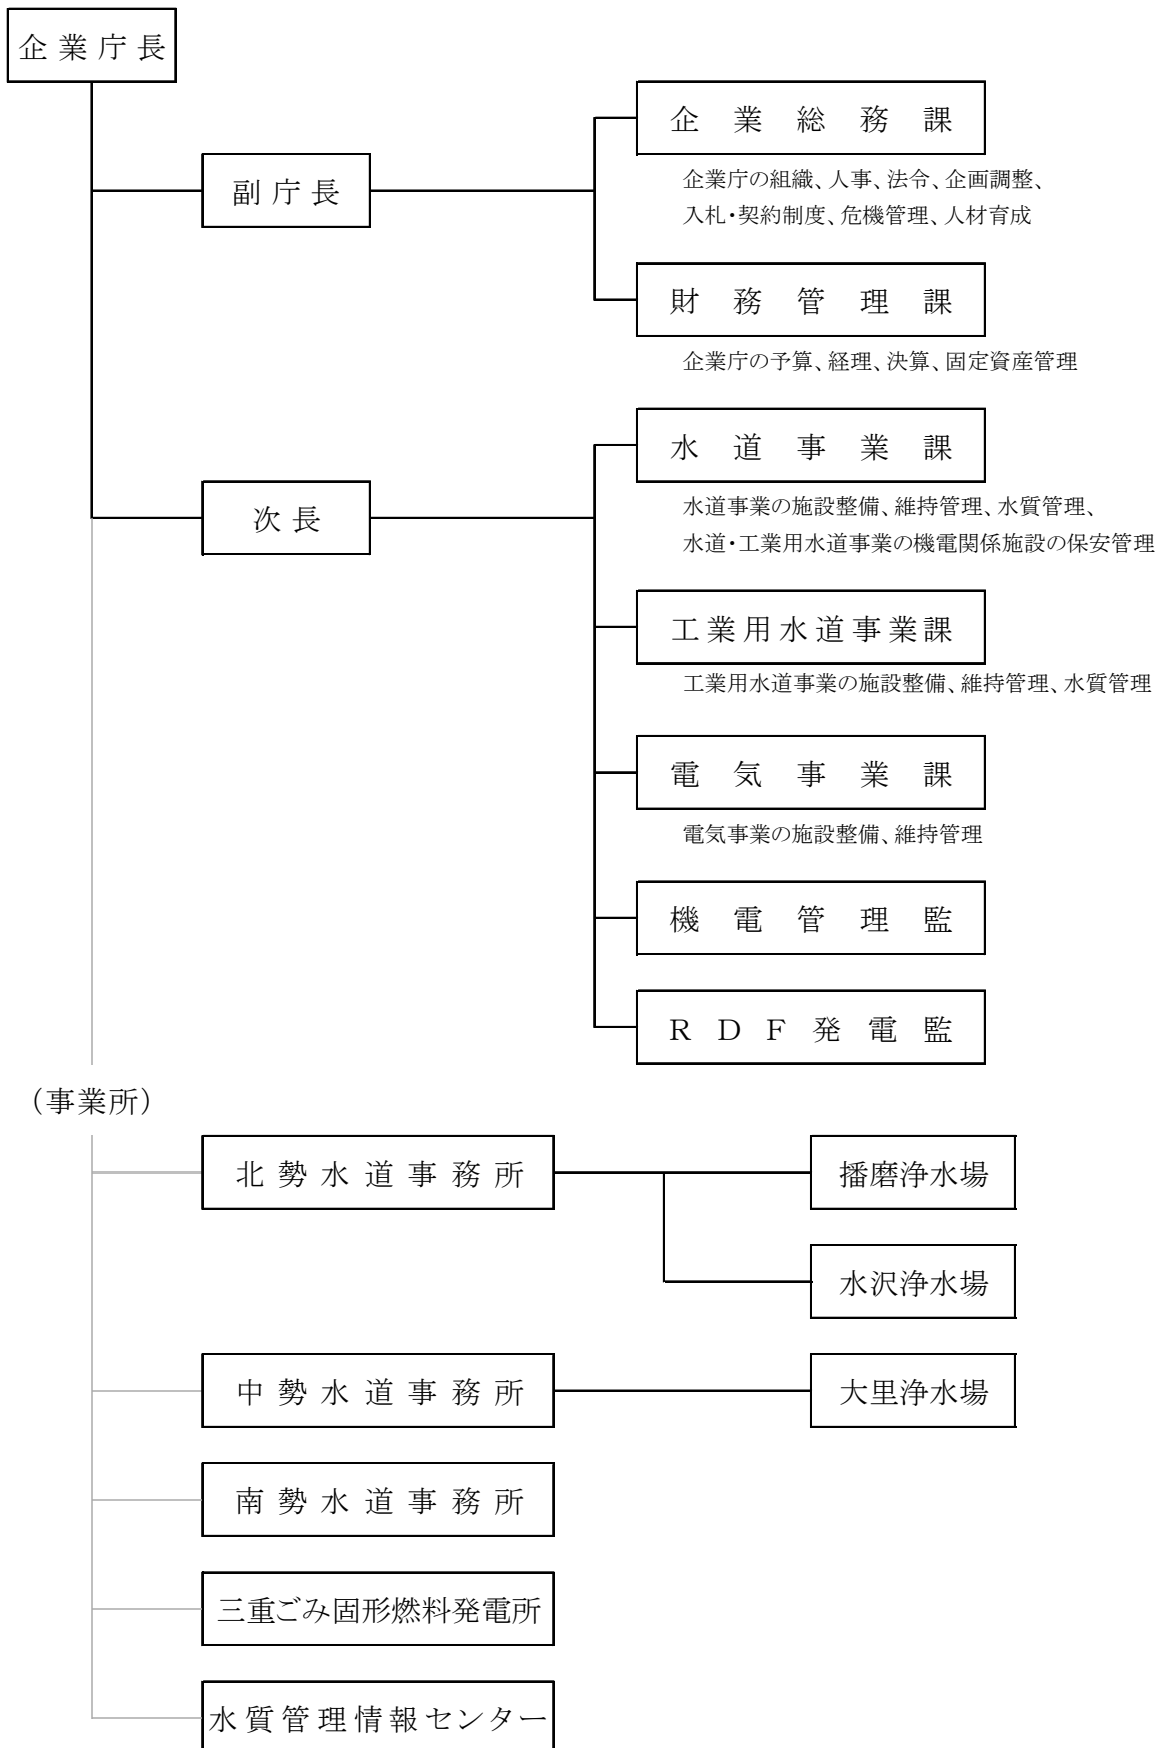 企業庁長
企業総務課
副庁長
企業庁の組織、人事、法令、企画調整、
入札・契約制度、危機管理、人材育成
財務管理課
企業庁の予算、経理、決算、固定資産管理
水道事業課
次長
水道事業の施設整備、維持管理、水質管理、
水道・工業用水道事業の機電関係施設の保安管理
工業用水道事業課
工業用水道事業の施設整備、維持管理、水質管理
電気事業課
電気事業の施設整備、維持管理
機電管理監
ＲＤＦ発電監
（事業所）
北勢水道事務所
播磨浄水場
水沢浄水場
中勢水道事務所
大里浄水場
南勢水道事務所
三重ごみ固形燃料発電所
水質管理情報センター